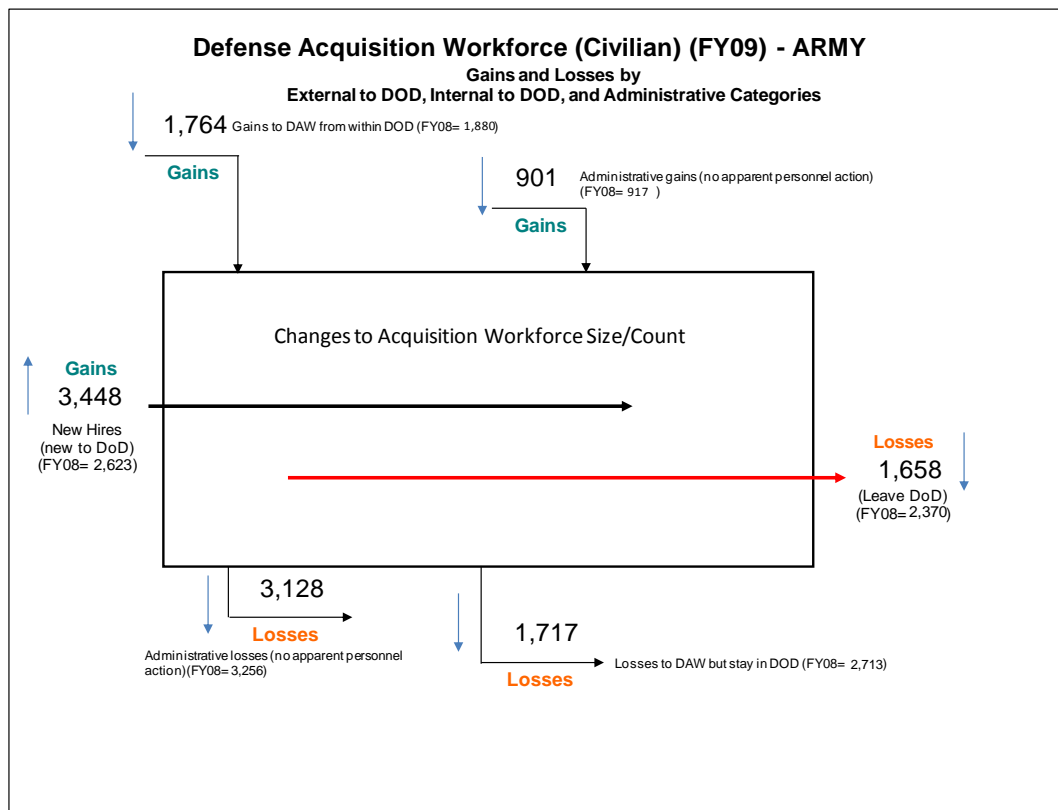 Defense Acquisition Workforce (Civilian) (FY09) - ARMY
Gains and Losses by
External to DOD, Internal to DOD, and Administrative Categories
1,764 Gains to DAW from within DOD (FY08= 1,880)
Gains
901 Administrative gains (no apparent personnel action)
(FY08= 917 )
Gains
Changes to Acquisition Workforce Size/Count
Gains
3,448
New Hires
(new to DoD)
(FY08= 2,623)
Losses
1,658
(Leave DoD)
(FY08= 2,370)
3,128
Losses
Administrative losses (no apparent personnel
action)(FY08= 3,256)
1,717
Losses
Losses to DAW but stay in DOD (FY08= 2,713)